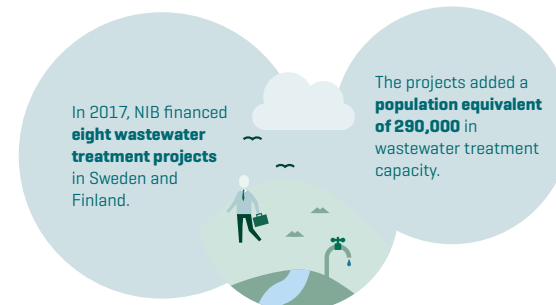 In 2017, NIB financed
eight wastewater
treatment projects
in Sweden and
Finland.
The projects added a
population equivalent
of 290,000 in
wastewater treatment
capacity.